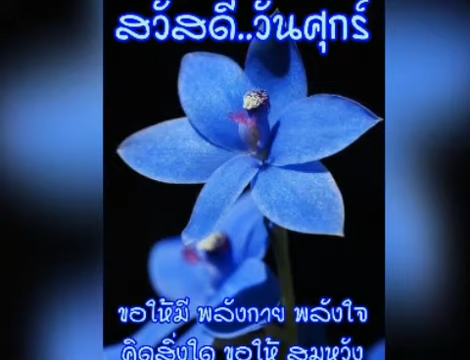 สวัสดี..วันศุกร์
ขอให้มี พลังกาย พลังใจ
คิดสิ่งใด ขอให้ สมหวัง